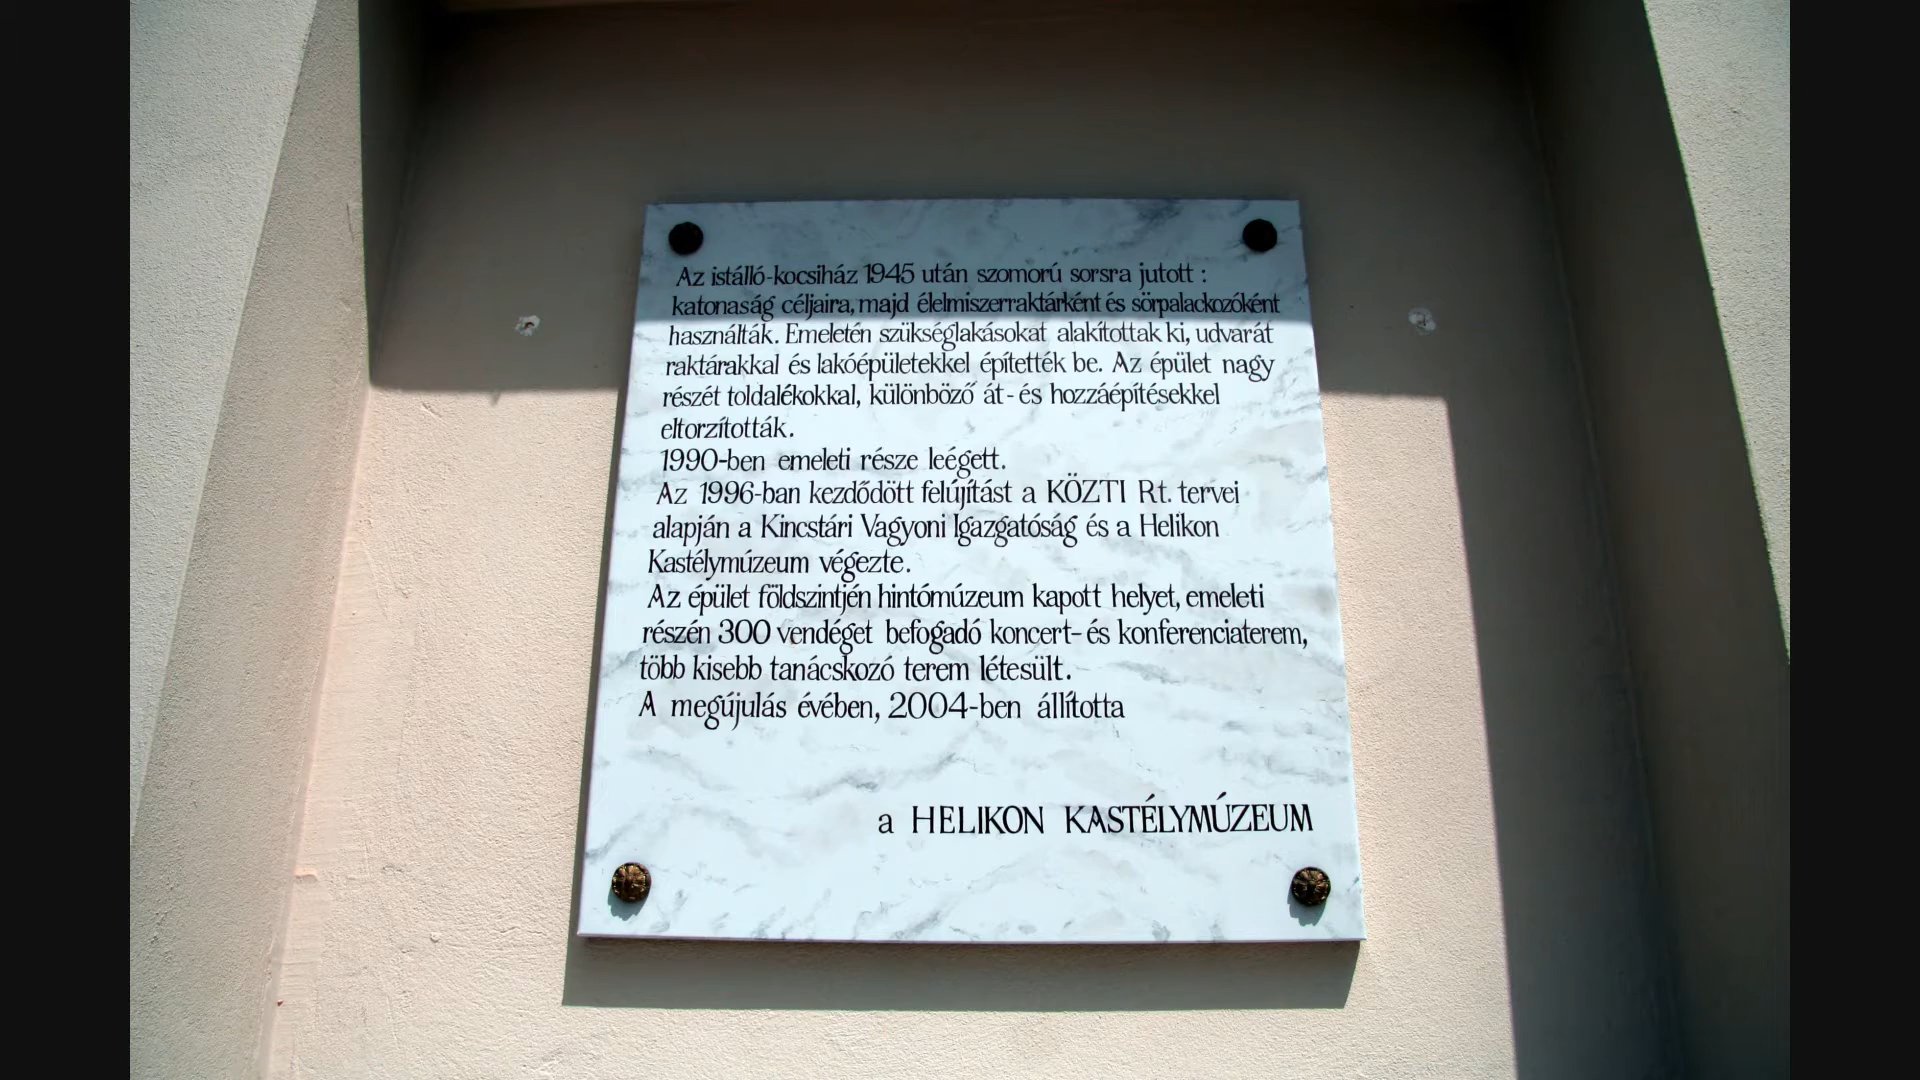 Az istálló-kocsiház 1945 után szomorú sorsra jutott :
katonaság céljaira, majd élelmiszerraktárként és sörpalackozóként
használták. Emeletén szükséglakásokat alakítottak ki, udvarát
raktárakkal és lakóépületekkel építették be. Az épület nagy
részét toldalékokkal, különböző át- és hozzáépítésekkel
eltorzították.
1990-ben emeleti része leégett.
Az 1996-ban kezdődött felújítást a KÖZTI Rt. tervei
alapján a Kincstári Vagyoni Igazgatóság és a Helikon
Kastélymúzeum végezte.
Az épület földszintjén hintómúzeum kapott helyet, emeleti
részén 300 vendéget befogadó koncert- és konferenciaterem,
több kisebb tanácskozó terem létesült.
A megújulás évében, 2004-ben állította
a HELIKON KASTÉLYMÚZEUM